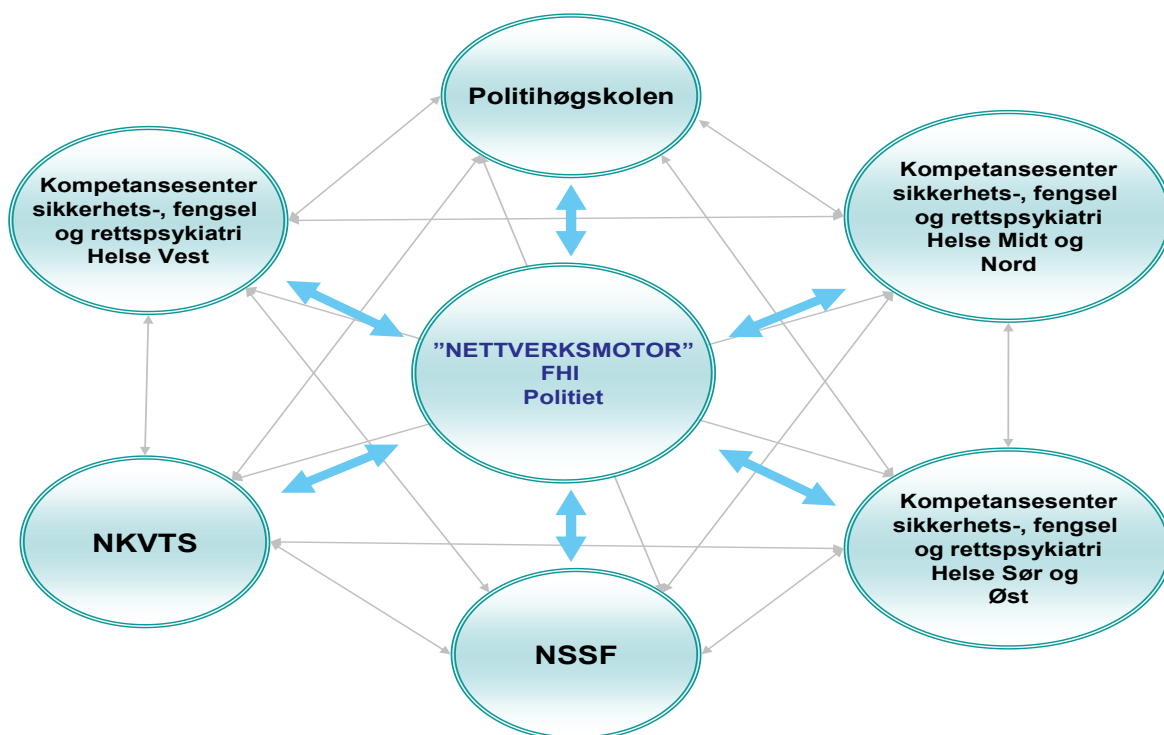 Politihøgskolen
Kompetansesenter
sikkerhets-, fengsel
og rettspsykiatri
Helse Vest
Kompetansesenter
sikkerhets-, fengsel
og rettspsykiatri
Helse Midt og
Nord
”NETTVERKSMOTOR”
FHI
Politiet
NKVTS
Kompetansesenter
sikkerhets-, fengsel
og rettspsykiatri
Helse Sør og
Øst
NSSF